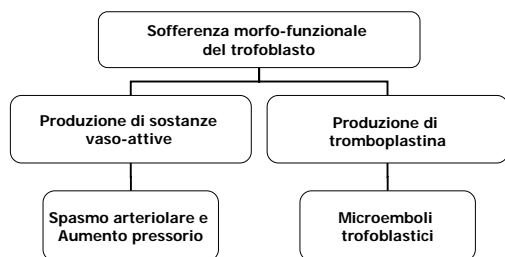 Sofferenza morfo-funzionale
del trofoblasto
Produzione di sostanze
vaso-attive
Produzione di
tromboplastina
Spasmo arteriolare e
Aumento pressorio
Microemboli
trofoblastici